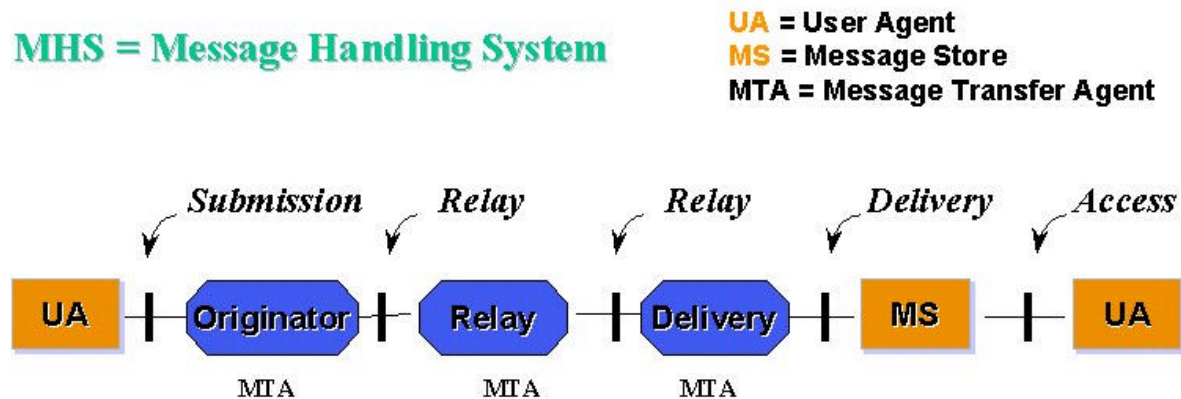 MHS = Message Handling System
UA = User Agent
MS = Message Store
MTA = Message Transfer Agent
Submission Relay Relay Delivery Access
UA Originator Relay Delivery MS UA
MTA MTA MTA